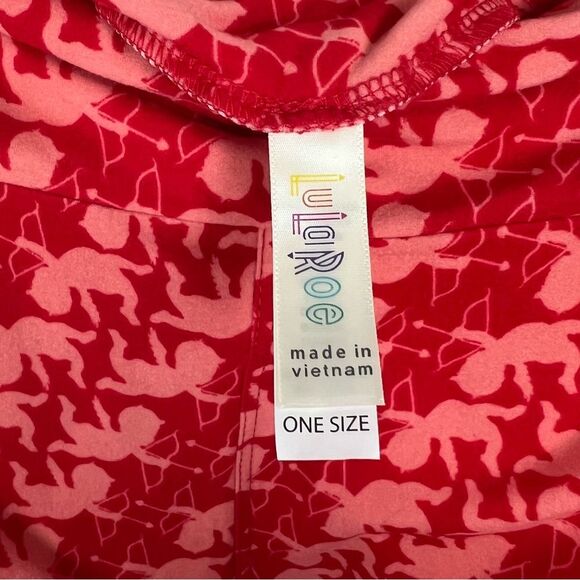 LuLaRoe
made in
vietnam
ONE SIZE